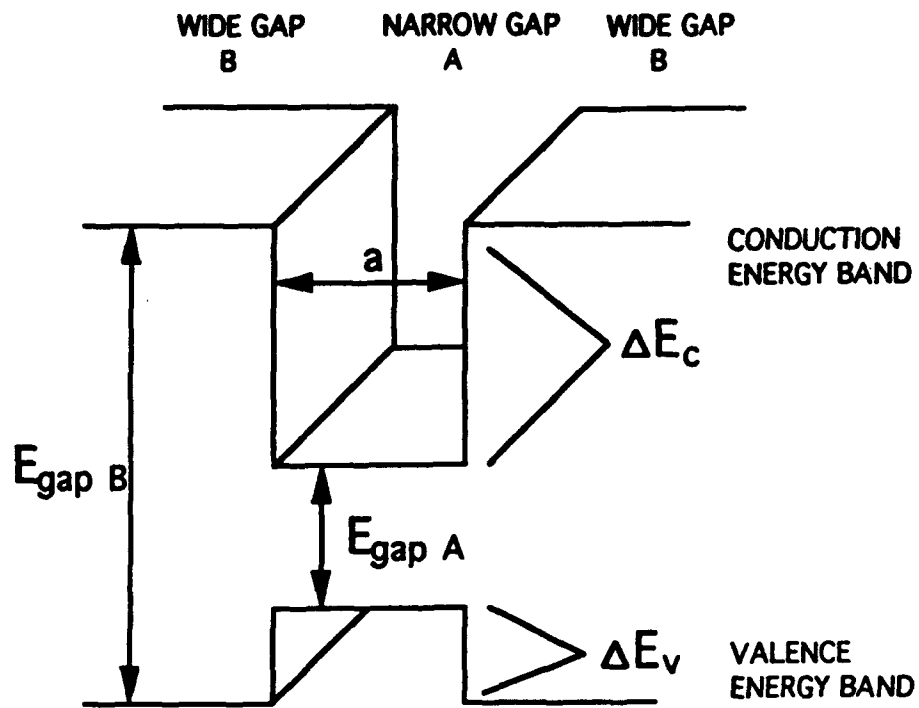 WIDE GAP
B
NARROW GAP
A
WIDE GAP
B
a
CONDUCTION
ENERGY BAND
ΔEc
Egap B
Egap A
ΔEv
VALENCE
ENERGY BAND